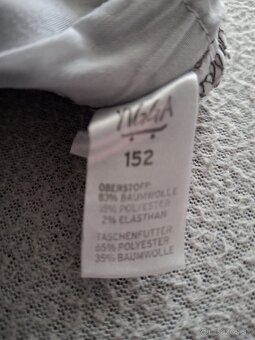 YIGGA
152
OBERSTOFF:
83% BAUMWOLLE
15% POLYESTER
2% ELASTHAN
TASCHENFUTTER:
65% POLYESTER
35% BAUMWOLLE